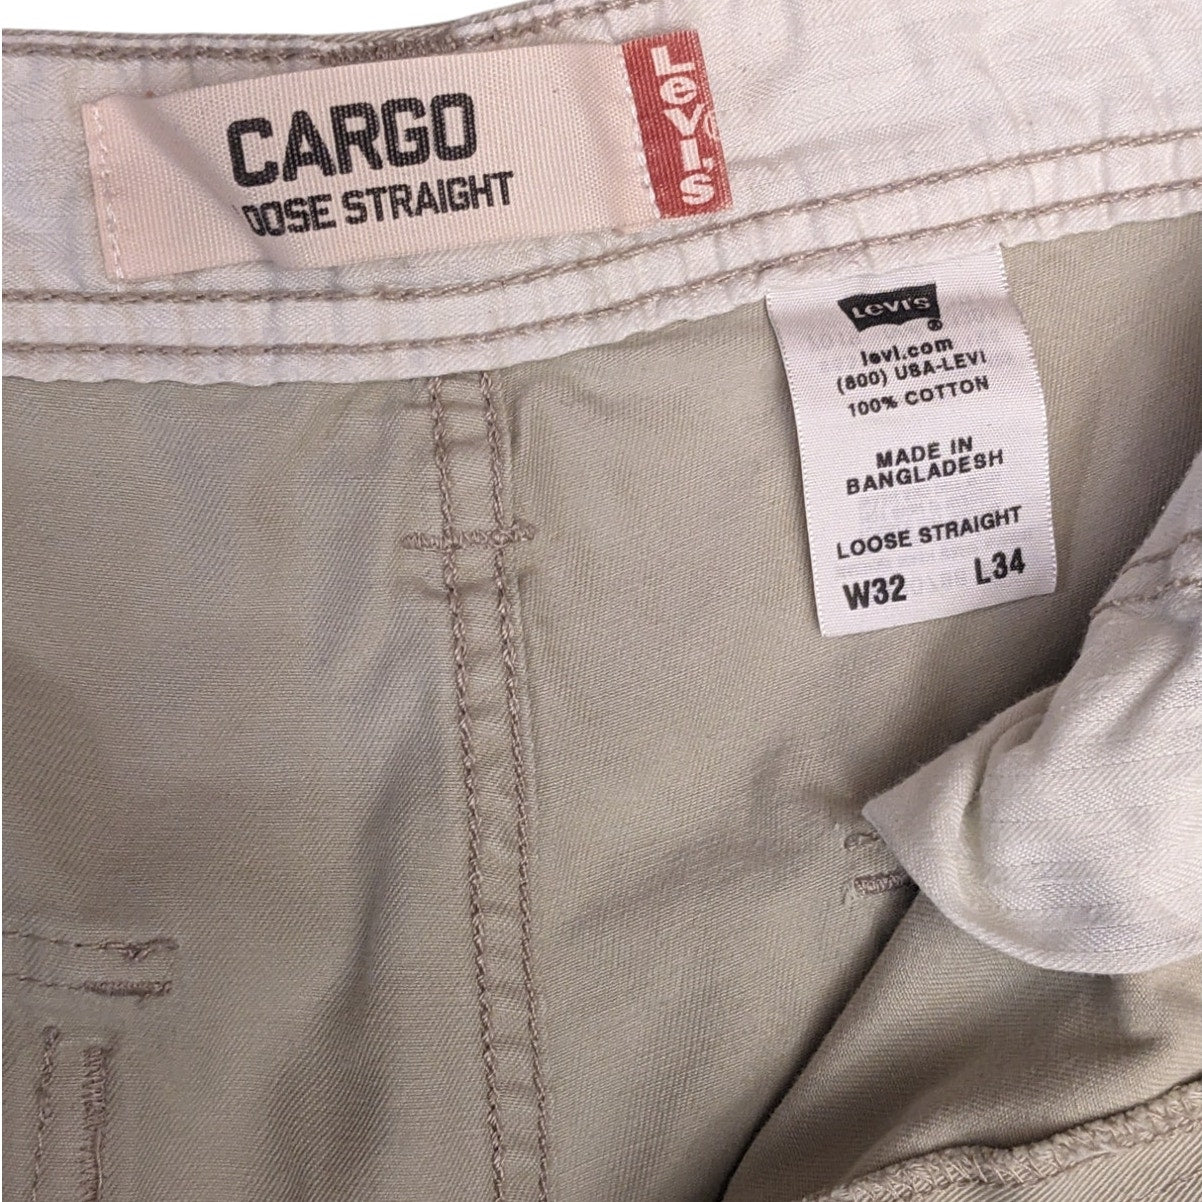 CARGO
LOOSE STRAIGHT
Levi's
Levi's
®
levi.com
(800) USA-LEVI
100% COTTON
MADE IN
BANGLADESH
LOOSE STRAIGHT
W32 L34